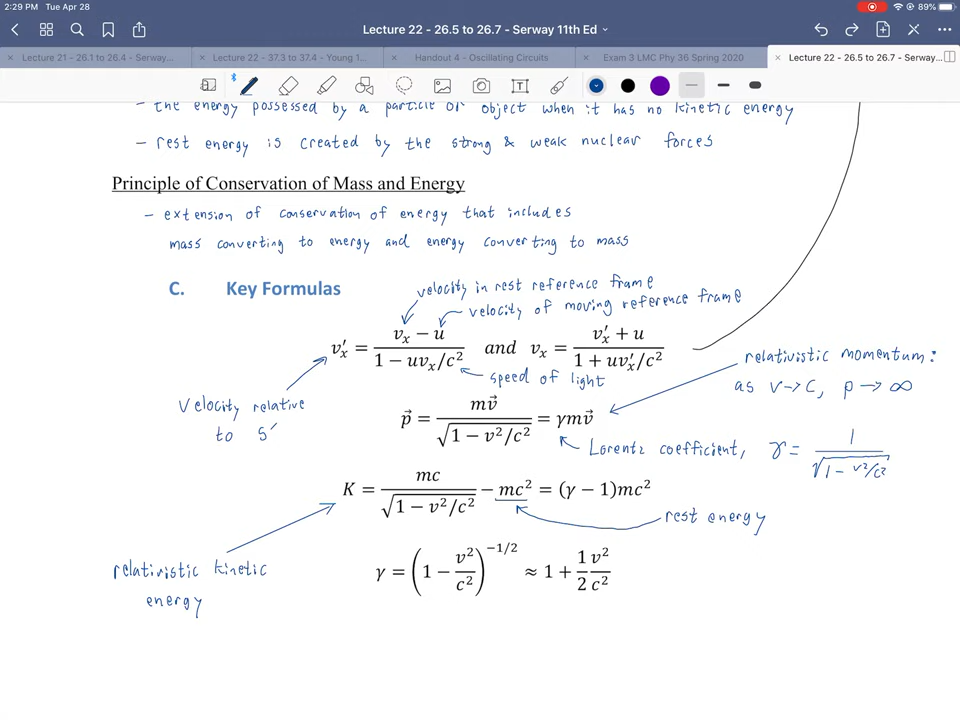 2:29 PM Tue Apr 28
89%
Lecture 22 - 26.5 to 26.7 - Serway 11th Ed
Lecture 21 - 26.1 to 26.4 - Serway...
Lecture 22 - 37.3 to 37.4 - Young 1...
Handout 4 - Oscillating Circuits
Exam 3 LMC Phy 36 Spring 2020
Lecture 22 - 26.5 to 26.7 - Serway...
- the energy possessed by a particle or object when it has no kinetic energy
- rest energy is created by the strong & weak nuclear forces
Principle of Conservation of Mass and Energy
- extension of conservation of energy that includes
mass converting to energy and energy converting to mass
C. Key Formulas
velocity in rest reference frame
velocity of moving reference frame
v′ₓ = (vₓ − u)/(1 − uvₓ/c²) and vₓ = (v′ₓ + u)/(1 + uv′ₓ/c²)
speed of light
relativistic momentum:
as v → c, p → ∞
velocity relative
to S'
p⃗ = mv⃗/√(1 − v²/c²) = γmv⃗
Lorentz coefficient, γ = 1/√(1 − v²/c²)
K = mc/√(1 − v²/c²) − mc² = (γ − 1)mc²
rest energy
relativistic kinetic
energy
γ = (1 − v²/c²)^(−1/2) ≈ 1 + 1/2 v²/c²